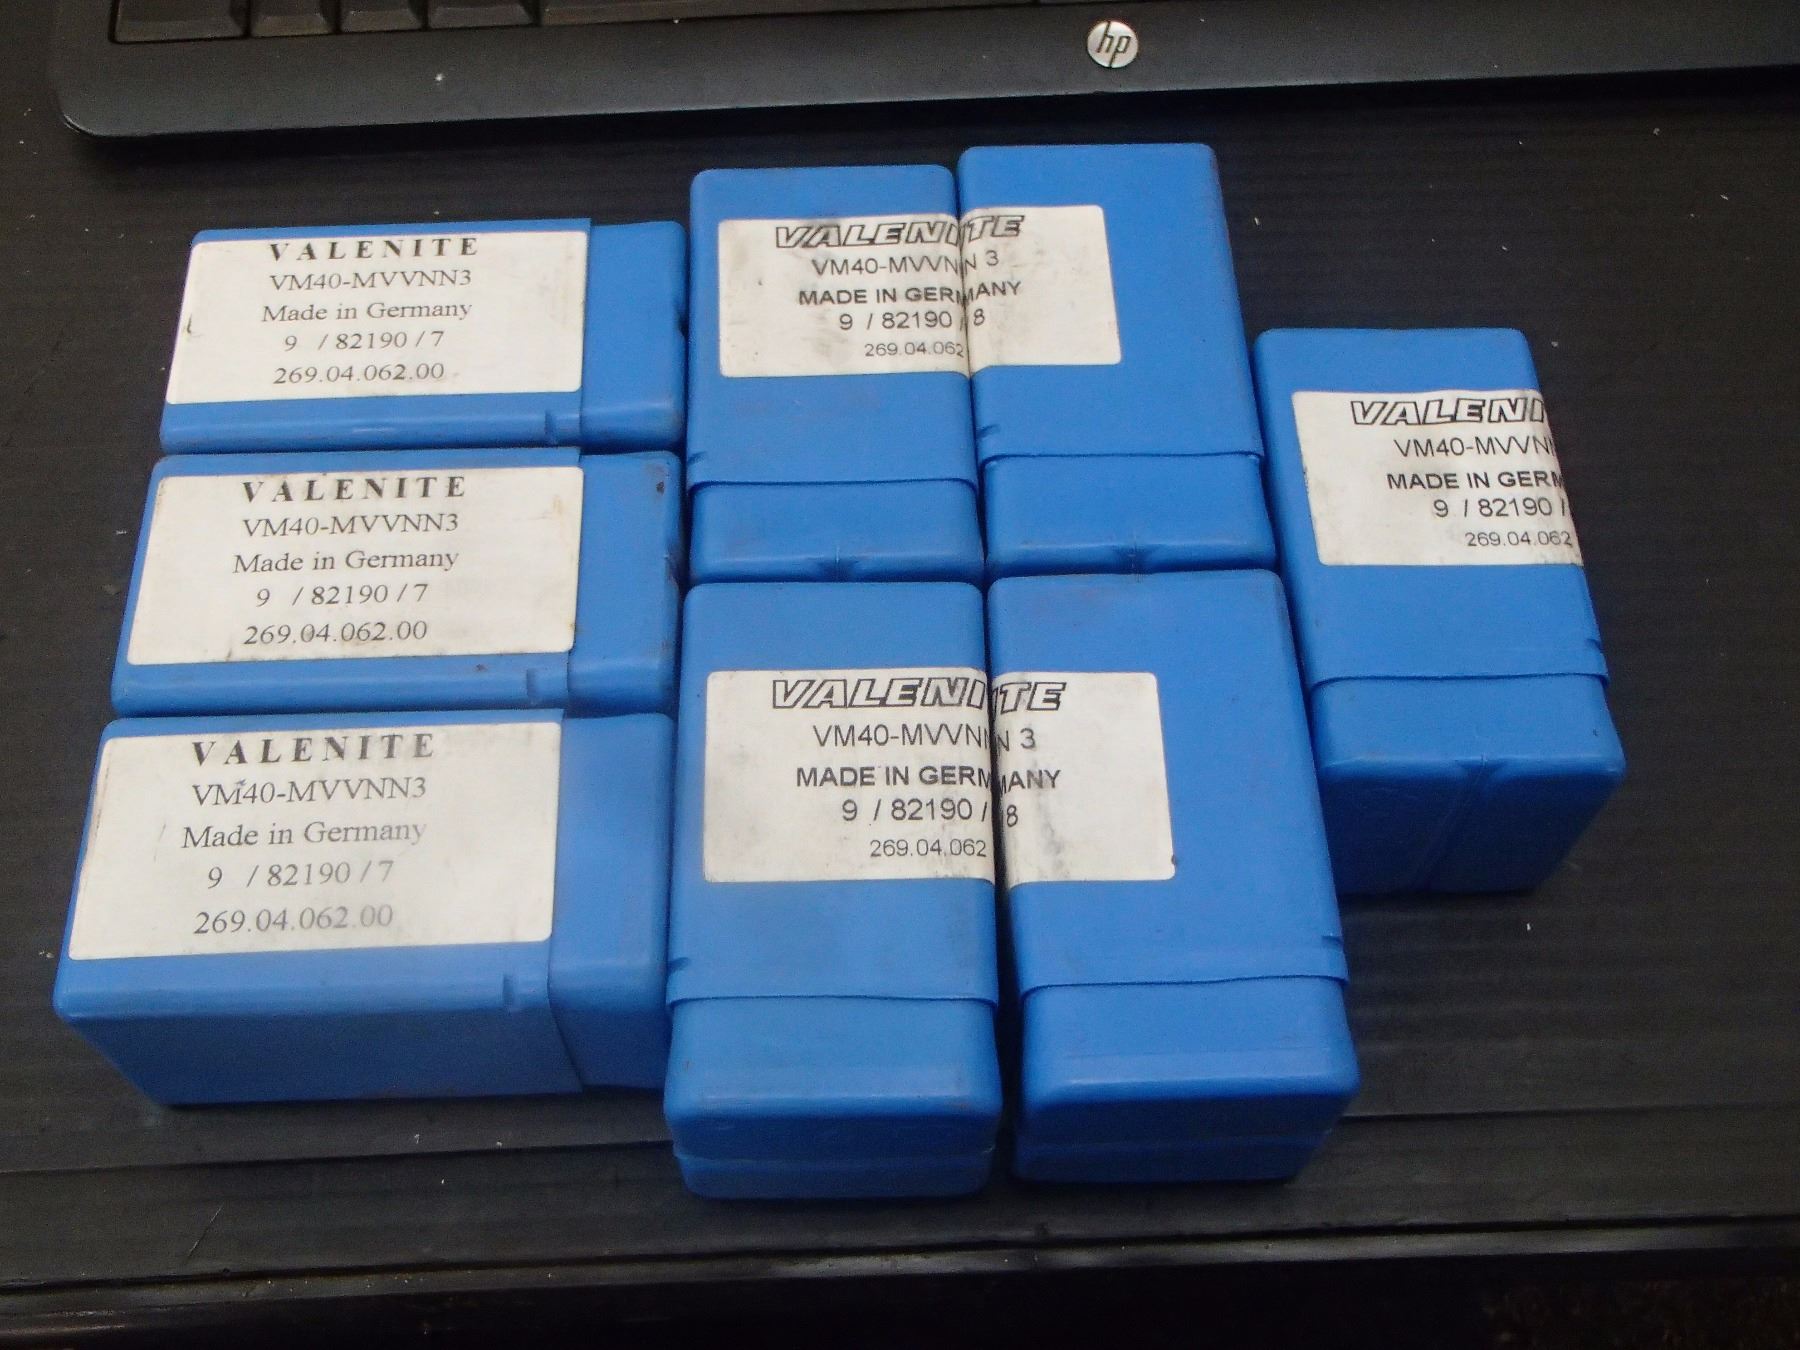 hp
VALENITE
VM40-MVVNN3
Made in Germany
9 / 82190 / 7
269.04.062.00
VALENITE
VM40-MVVNN3
Made in Germany
9 / 82190 / 7
269.04.062.00
VALENITE
VM40-MVVNN3
Made in Germany
9 / 82190 / 7
269.04.062.00
VALENITE
VM40-MVVNN 3
MADE IN GERMANY
9 / 82190 / 8
269.04.062
VALENITE
VM40-MVVNN 3
MADE IN GERMANY
9 / 82190 / 8
269.04.062
VALENI
VM40-MVVN
MADE IN GERM
9 / 82190 /
269.04.062